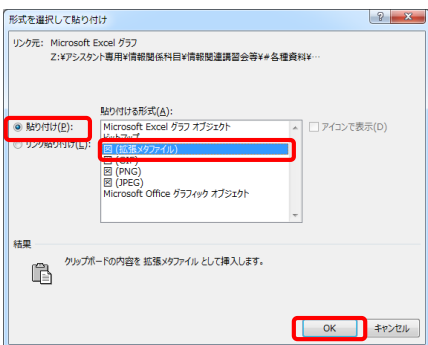 形式を選択して貼り付け
リンク元: Microsoft Excel グラフ
Z:¥アシスタント専用¥情報関係科目¥情報関連講習会等¥#各種資料¥…
貼り付ける形式(A):
貼り付け(P):
リンク貼り付け(L):
Microsoft Excel グラフ オブジェクト
ビットマップ
図 (拡張メタファイル)
図 (GIF)
図 (PNG)
図 (JPEG)
Microsoft Office グラフィック オブジェクト
アイコンで表示(D)
結果
クリップボードの内容を 拡張メタファイル として挿入します。
OK
キャンセル